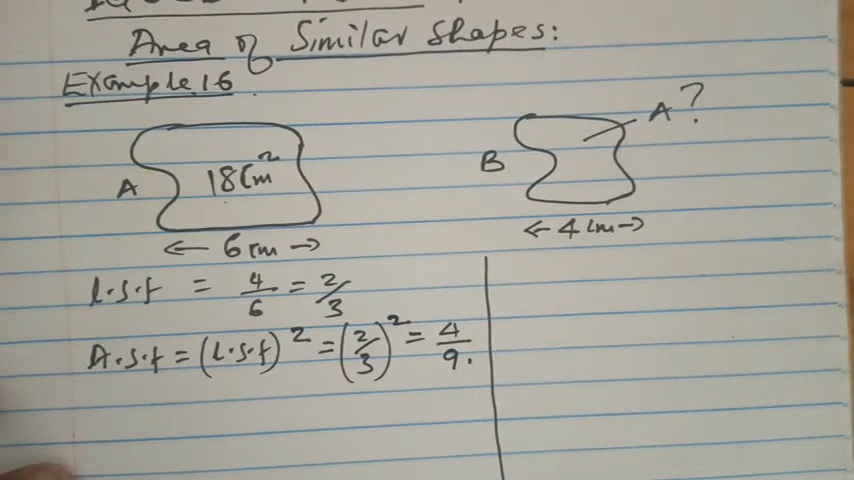 Area of Similar Shapes:
Example 16
A 18cm²
B A?
← 6cm →
← 4cm →
l.s.f = 4/6 = 2/3
A.s.f = (l.s.f)² = (2/3)² = 4/9.